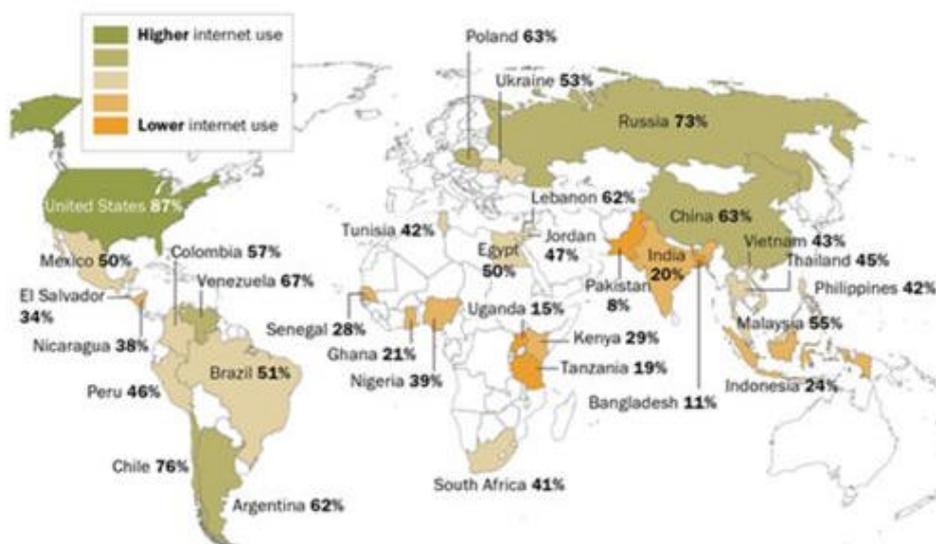 Higher internet use
Lower internet use
Poland 63%
Ukraine 53%
Russia 73%
United States 87%
Lebanon 62%
Tunisia 42%
Egypt
50%
Jordan
47%
China 63%
Vietnam 43%
Thailand 45%
India
20%
Pakistan
8%
Philippines 42%
Mexico 50%
Colombia 57%
Venezuela 67%
El Salvador
34%
Nicaragua 38%
Senegal 28%
Uganda 15%
Malaysia 55%
Ghana 21%
Kenya 29%
Nigeria 39%
Tanzania 19%
Peru 46%
Brazil 51%
Bangladesh 11%
Indonesia 24%
Chile 76%
South Africa 41%
Argentina 62%